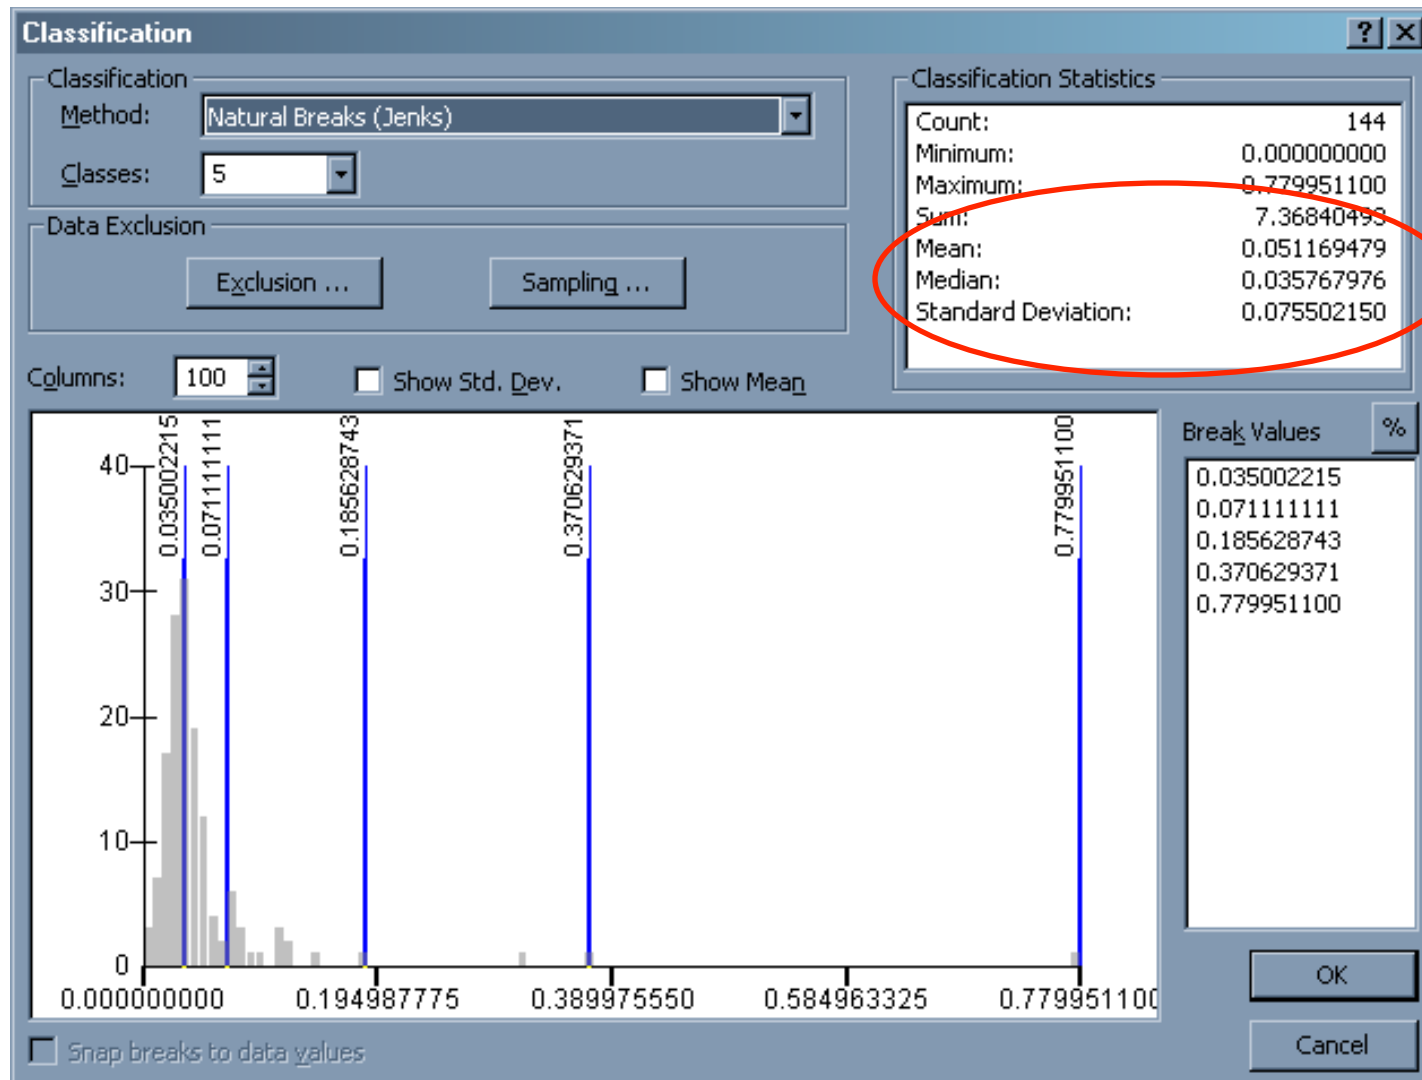 Classification
Classification
Method: Natural Breaks (Jenks)
Classes: 5
Data Exclusion
Exclusion ...
Sampling ...
Classification Statistics
Count: 144
Minimum: 0.000000000
Maximum: 0.779951100
Sum: 7.36840493
Mean: 0.051169479
Median: 0.035767976
Standard Deviation: 0.075502150
Columns: 100
Show Std. Dev.
Show Mean
0.035002215
0.071111111
0.185628743
0.370629371
0.779951100
40
30
20
10
0
0.0000000000
0.194987775
0.389975550
0.584963325
0.779951100
Break Values
%
0.035002215
0.071111111
0.185628743
0.370629371
0.779951100
OK
Cancel
Snap breaks to data values